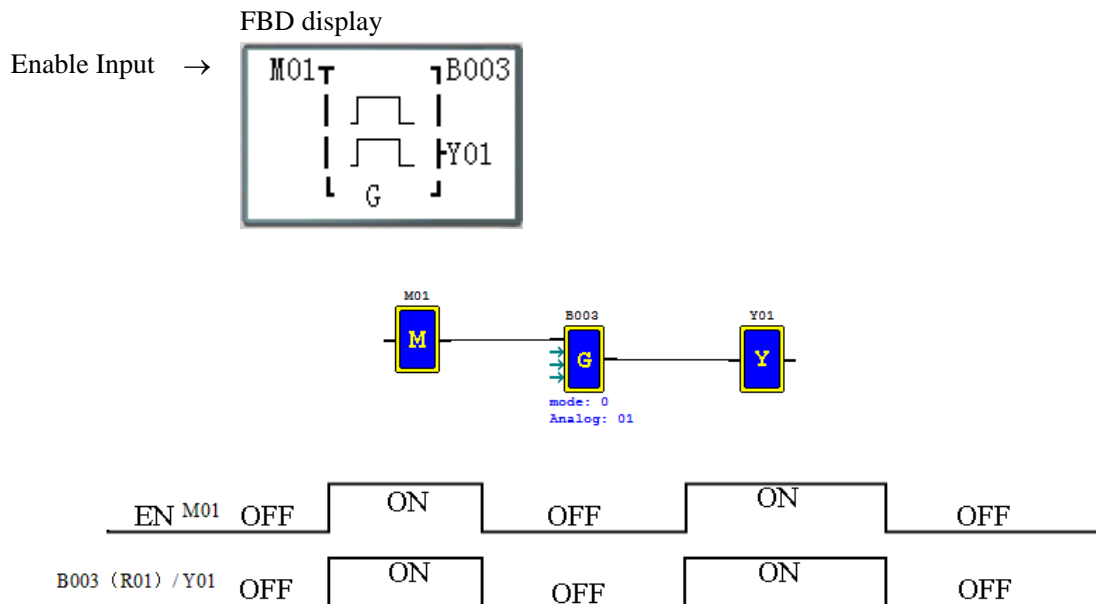 FBD display
Enable Input →
M01 B003
Y01
G
M01
B003
Y01
M
G
Y
mode: 0
Analog: 01
EN M01 OFF ON OFF ON OFF
B003 (R01) / Y01 OFF ON OFF ON OFF